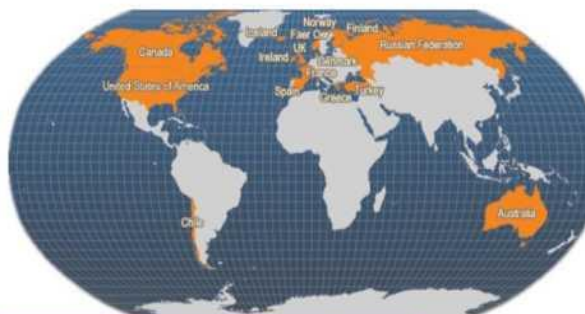 Norway
Iceland
Finland
Faer Oer
Canada
UK
Russian Federation
Ireland
Denmark
France
United States of America
Spain
Turkey
Greece
Chile
Australia